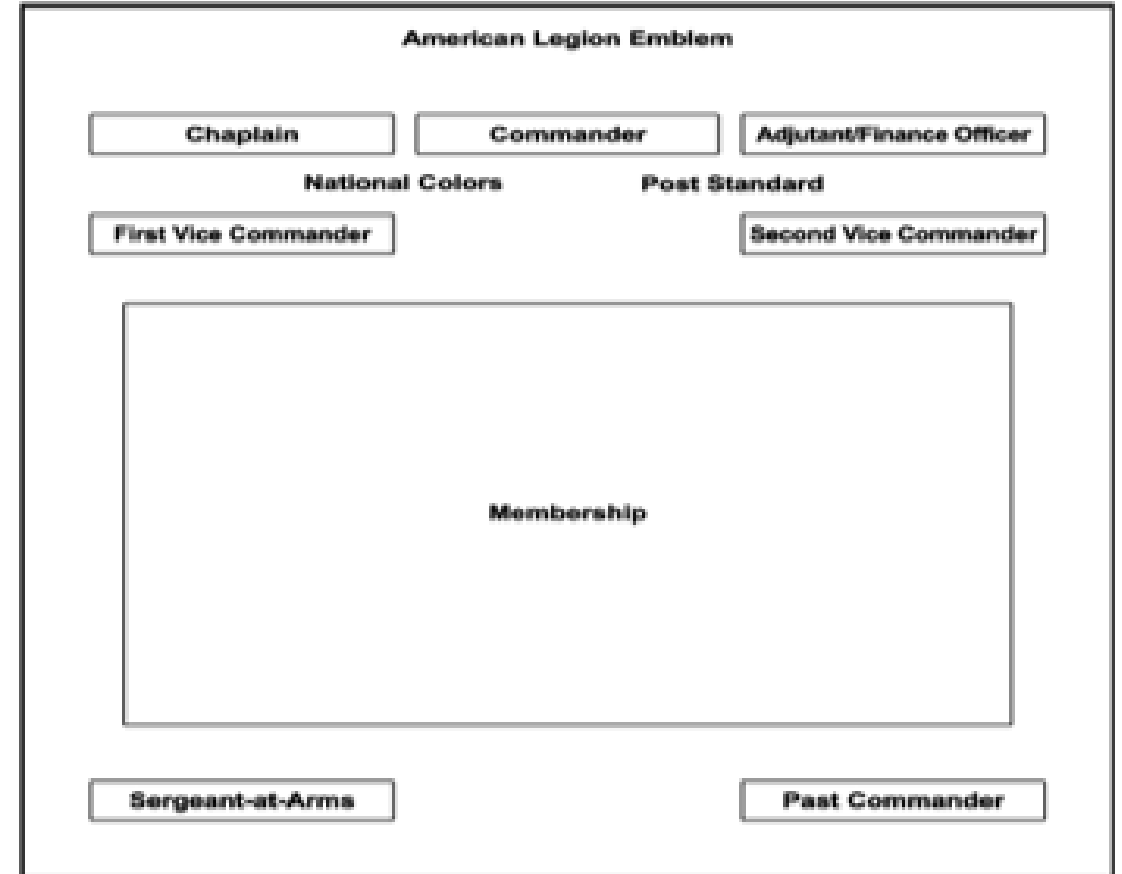 American Legion Emblem
Chaplain
Commander
Adjutant/Finance Officer
National Colors
Post Standard
First Vice Commander
Second Vice Commander
Membership
Sergeant-at-Arms
Past Commander